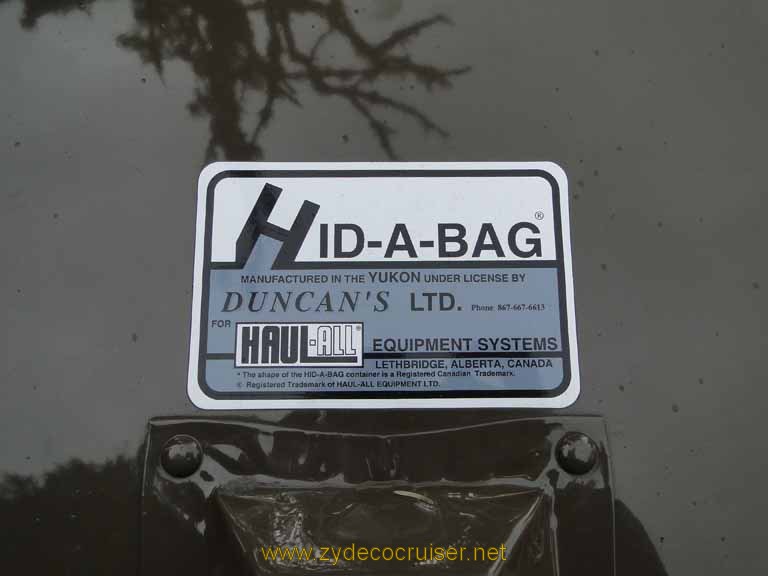 HID-A-BAG ®
MANUFACTURED IN THE YUKON UNDER LICENSE BY
DUNCAN'S LTD. Phone 867-667-6613
FOR
HAUL-ALL ® EQUIPMENT SYSTEMS
LETHBRIDGE, ALBERTA, CANADA
* The shape of the HID-A-BAG container is a Registered Canadian Trademark.
® Registered Trademark of HAUL-ALL EQUIPMENT LTD.
www.zydecocruiser.net